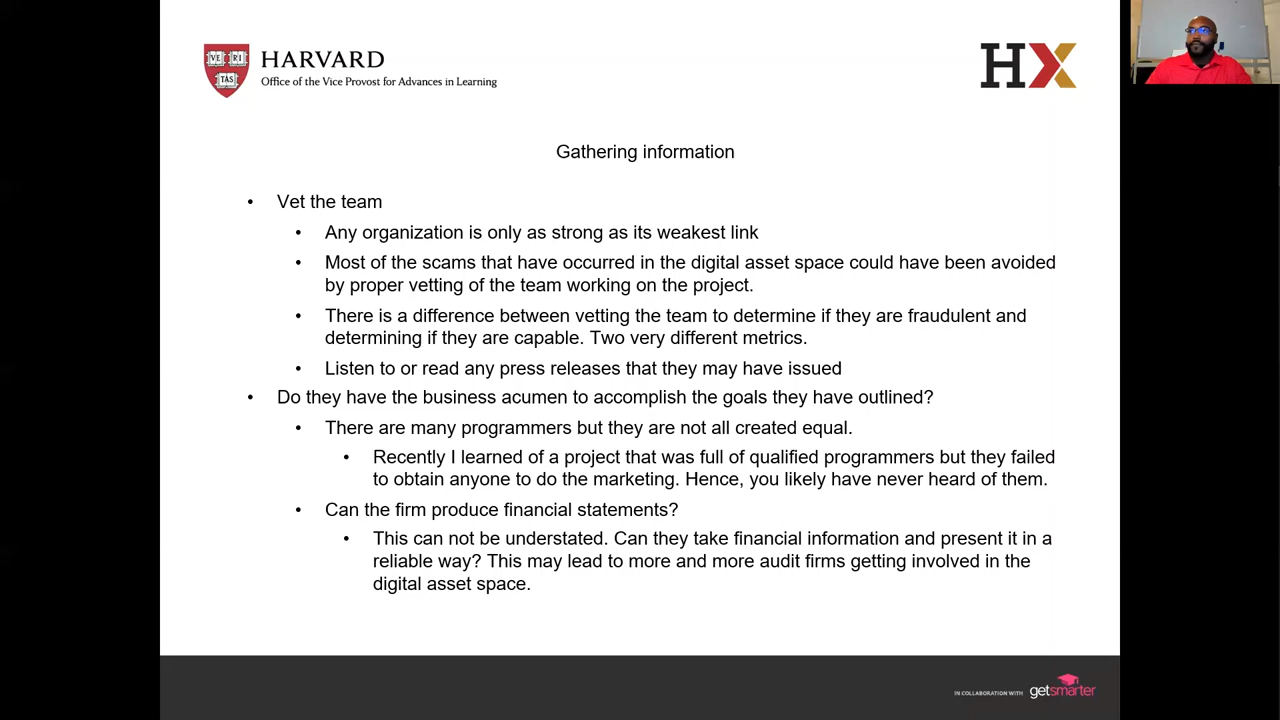 VE RI
TAS
HARVARD
Office of the Vice Provost for Advances in Learning
HX
Gathering information
• Vet the team
• Any organization is only as strong as its weakest link
• Most of the scams that have occurred in the digital asset space could have been avoided
by proper vetting of the team working on the project.
• There is a difference between vetting the team to determine if they are fraudulent and
determining if they are capable. Two very different metrics.
• Listen to or read any press releases that they may have issued
• Do they have the business acumen to accomplish the goals they have outlined?
• There are many programmers but they are not all created equal.
• Recently I learned of a project that was full of qualified programmers but they failed
to obtain anyone to do the marketing. Hence, you likely have never heard of them.
• Can the firm produce financial statements?
• This can not be understated. Can they take financial information and present it in a
reliable way? This may lead to more and more audit firms getting involved in the
digital asset space.
IN COLLABORATION WITH getsmarter